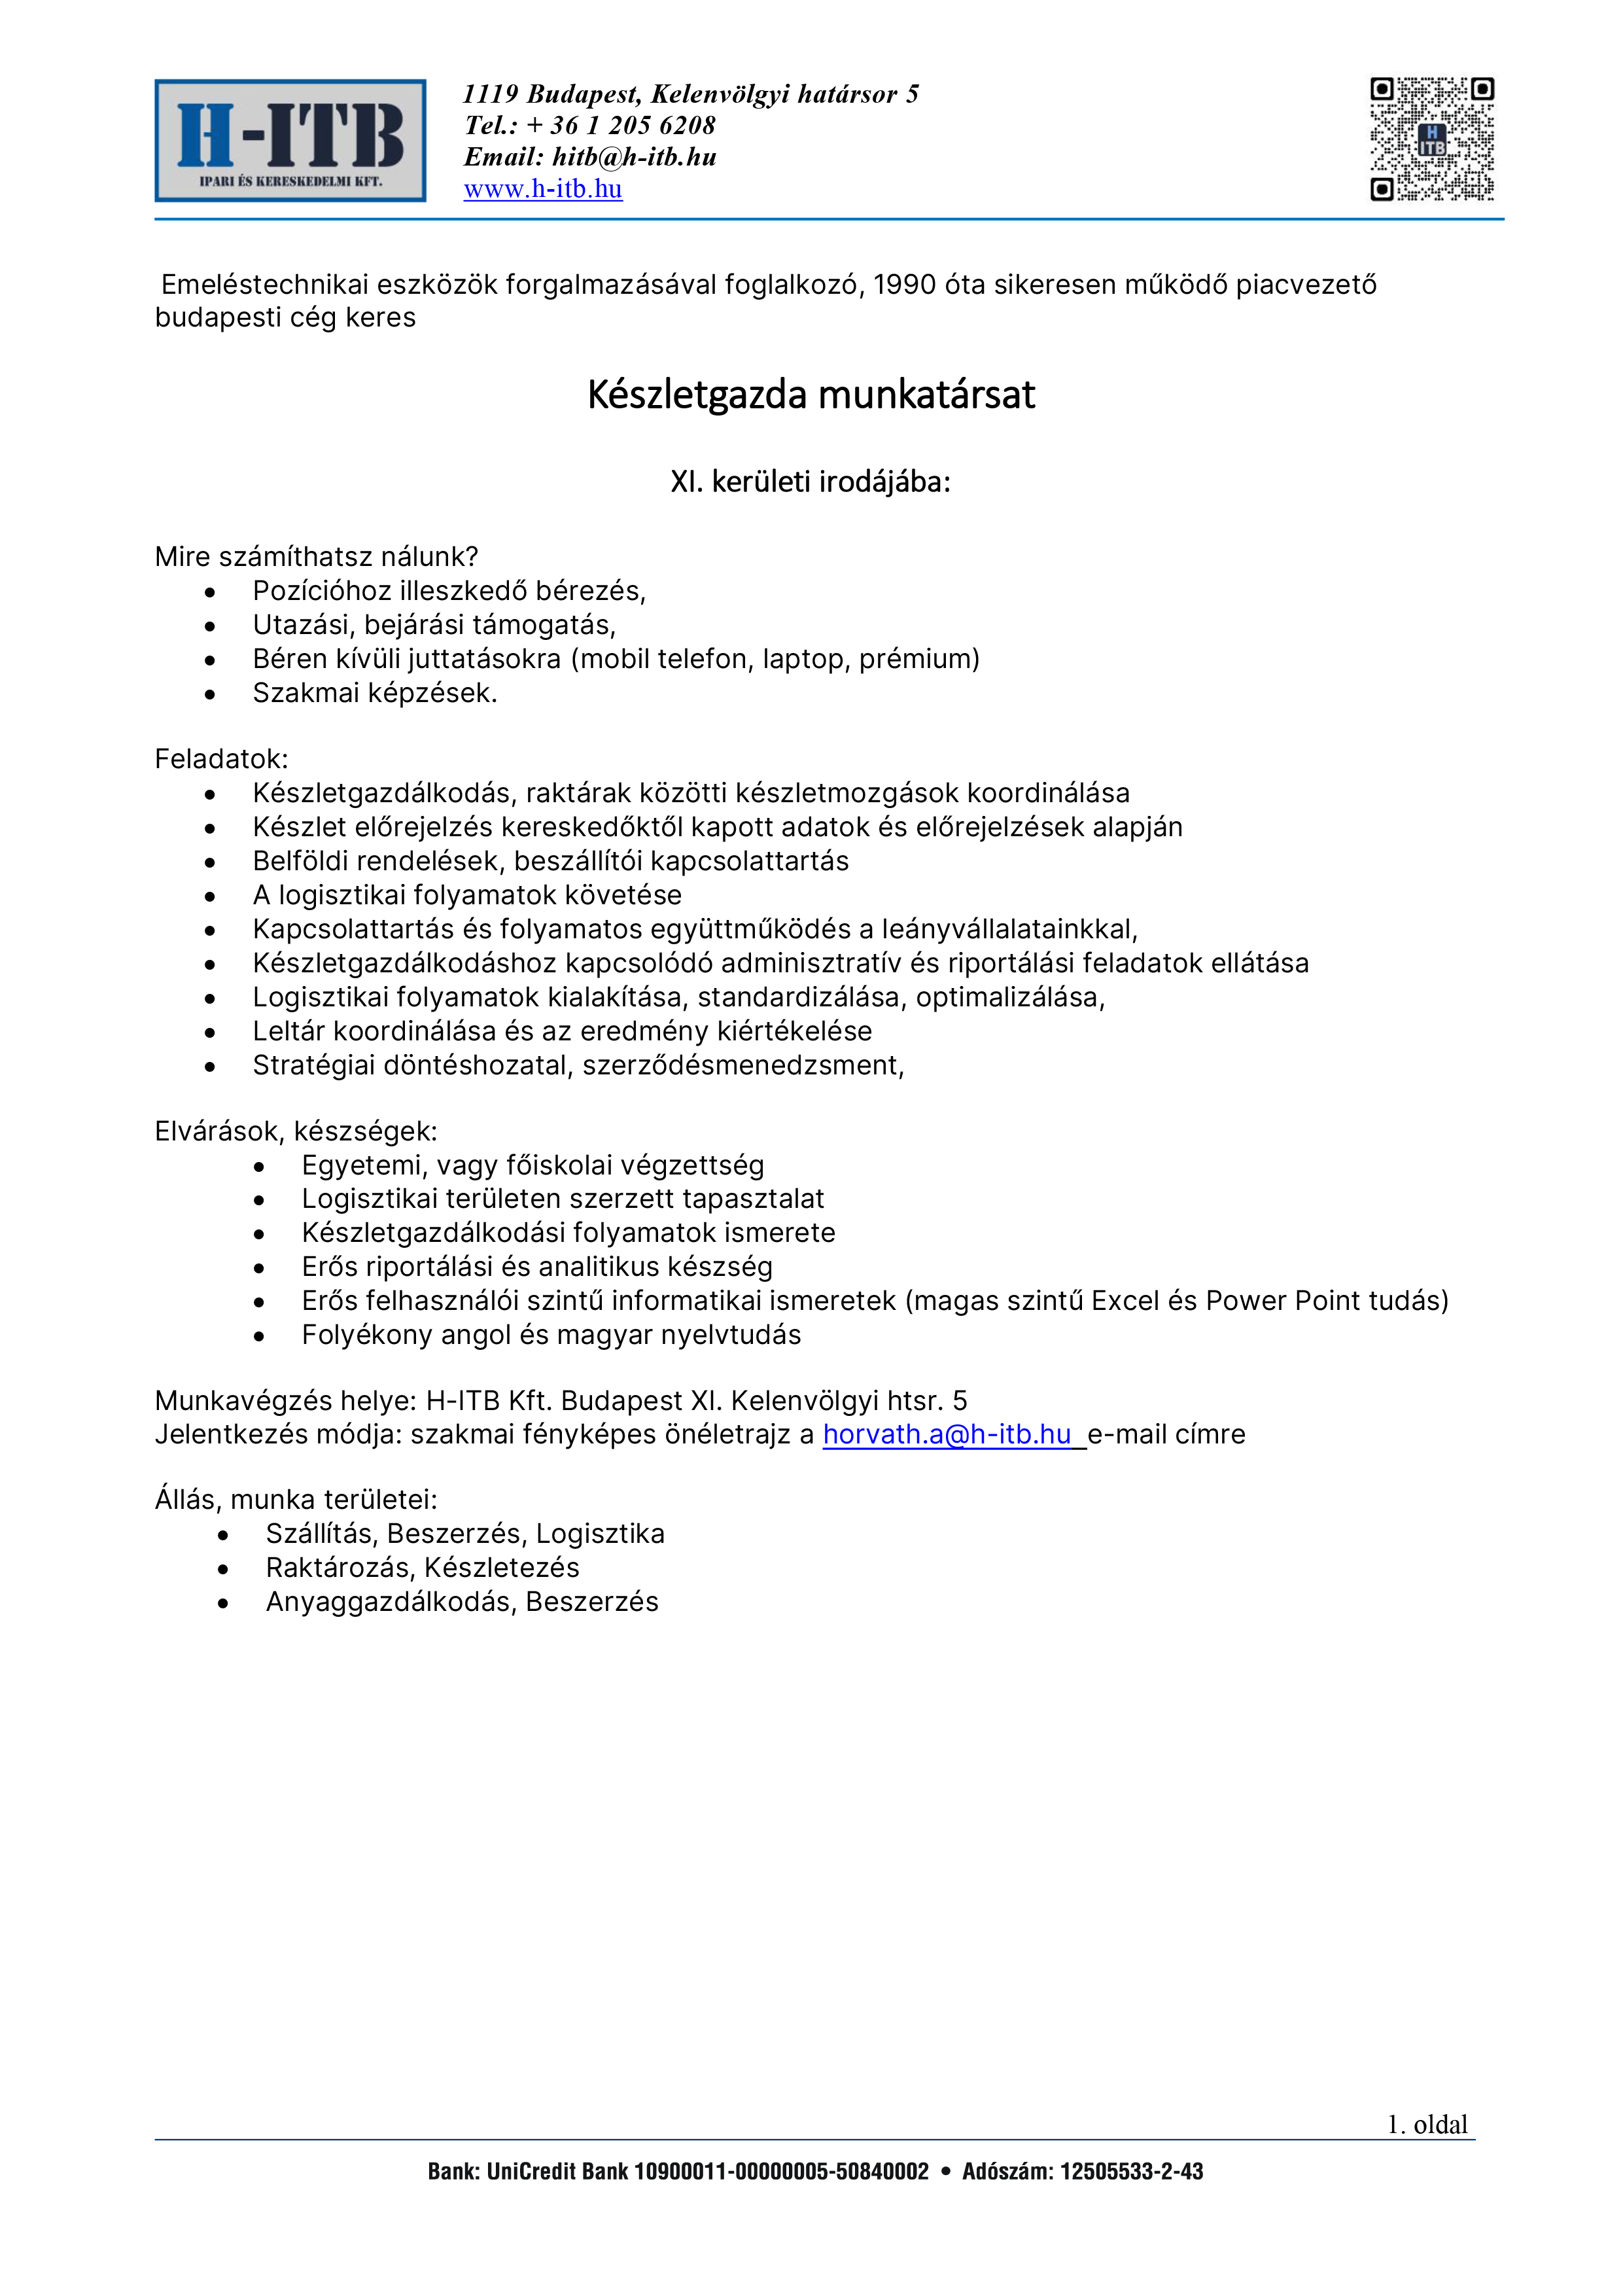 H-ITB
IPARI ÉS KERESKEDELMI KFT.
1119 Budapest, Kelenvölgyi határsor 5
Tel.: + 36 1 205 6208
Email: hitb@h-itb.hu
www.h-itb.hu
H
ITB
Emeléstechnikai eszközök forgalmazásával foglalkozó, 1990 óta sikeresen működő piacvezető
budapesti cég keres
Készletgazda munkatársat
XI. kerületi irodájába:
Mire számíthatsz nálunk?
• Pozícióhoz illeszkedő bérezés,
• Utazási, bejárási támogatás,
• Béren kívüli juttatásokra (mobil telefon, laptop, prémium)
• Szakmai képzések.
Feladatok:
• Készletgazdálkodás, raktárak közötti készletmozgások koordinálása
• Készlet előrejelzés kereskedőktől kapott adatok és előrejelzések alapján
• Belföldi rendelések, beszállítói kapcsolattartás
• A logisztikai folyamatok követése
• Kapcsolattartás és folyamatos együttműködés a leányvállalatainkkal,
• Készletgazdálkodáshoz kapcsolódó adminisztratív és riportálási feladatok ellátása
• Logisztikai folyamatok kialakítása, standardizálása, optimalizálása,
• Leltár koordinálása és az eredmény kiértékelése
• Stratégiai döntéshozatal, szerződésmenedzsment,
Elvárások, készségek:
• Egyetemi, vagy főiskolai végzettség
• Logisztikai területen szerzett tapasztalat
• Készletgazdálkodási folyamatok ismerete
• Erős riportálási és analitikus készség
• Erős felhasználói szintű informatikai ismeretek (magas szintű Excel és Power Point tudás)
• Folyékony angol és magyar nyelvtudás
Munkavégzés helye: H-ITB Kft. Budapest XI. Kelenvölgyi htsr. 5
Jelentkezés módja: szakmai fényképes önéletrajz a horvath.a@h-itb.hu e-mail címre
Állás, munka területei:
• Szállítás, Beszerzés, Logisztika
• Raktározás, Készletezés
• Anyaggazdálkodás, Beszerzés
1. oldal
Bank: UniCredit Bank 10900011-00000005-50840002 • Adószám: 12505533-2-43